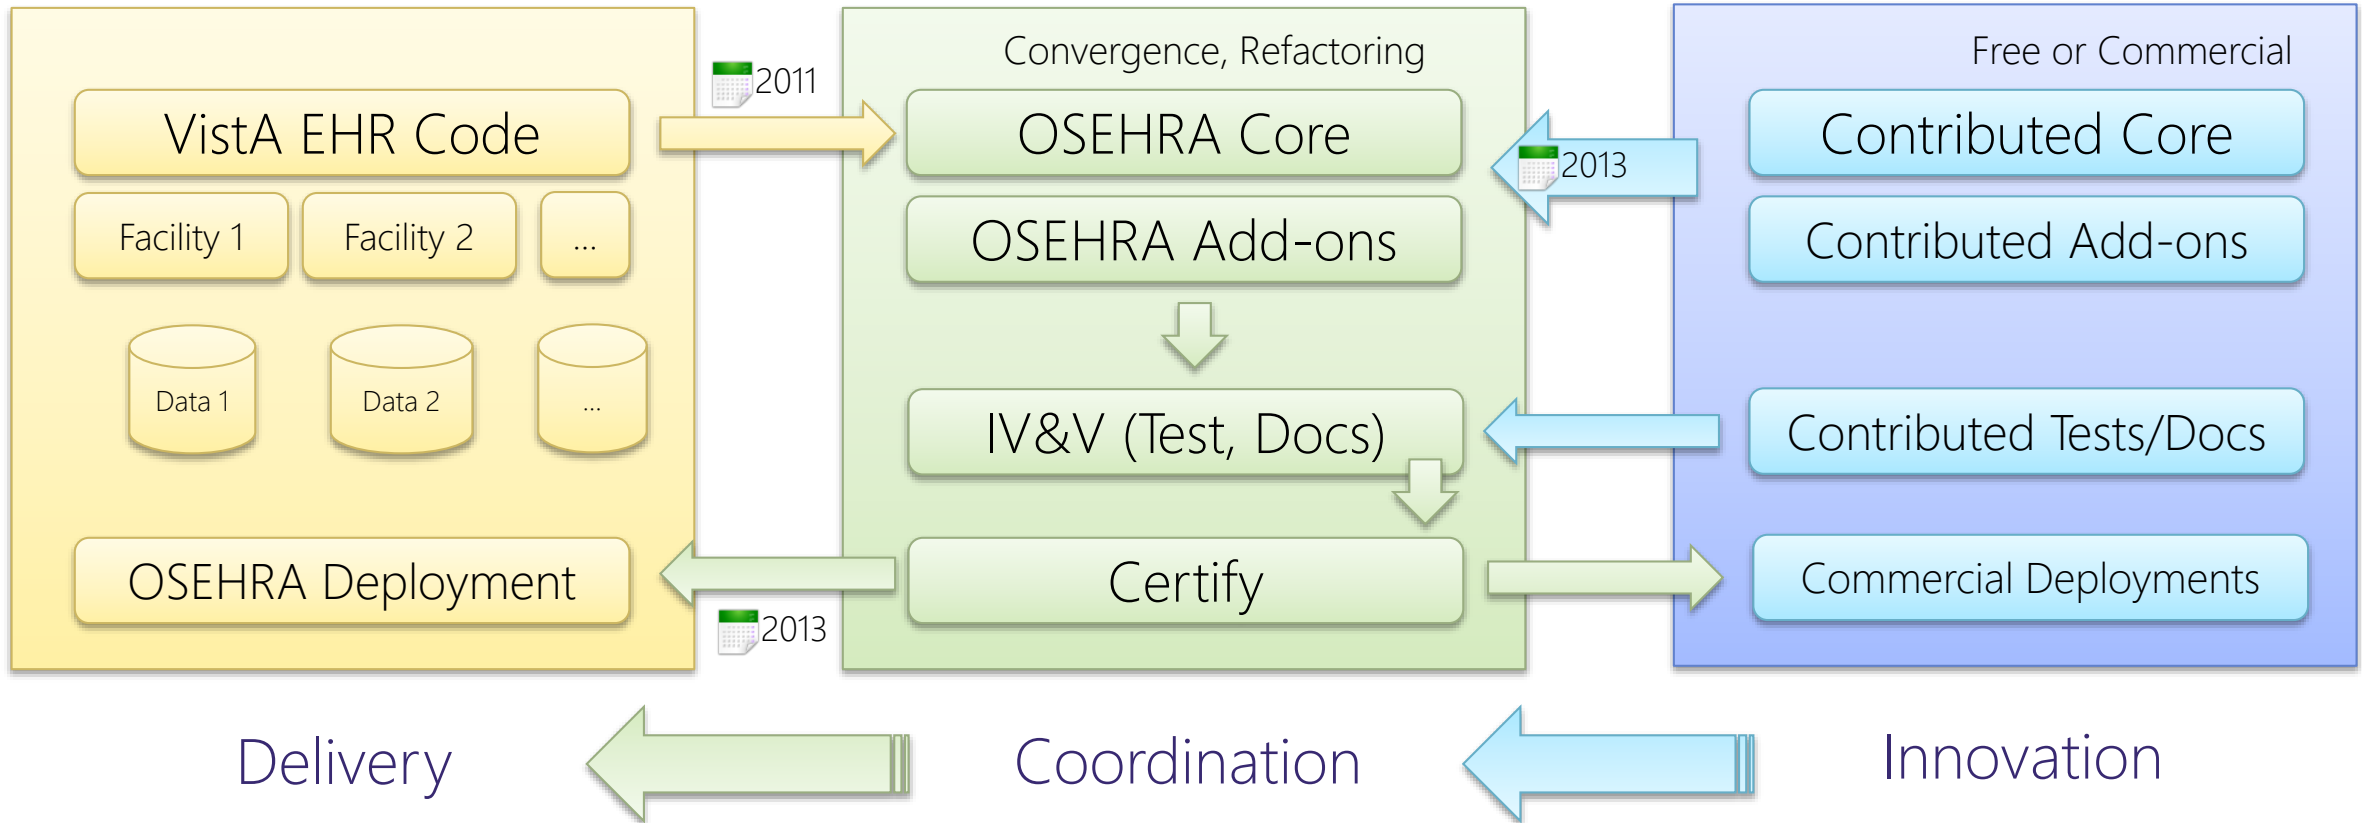 VistA EHR Code
Facility 1
Facility 2
...
Data 1
Data 2
...
OSEHRA Deployment
2011
2013
Convergence, Refactoring
OSEHRA Core
OSEHRA Add-ons
IV&V (Test, Docs)
Certify
2013
Free or Commercial
Contributed Core
Contributed Add-ons
Contributed Tests/Docs
Commercial Deployments
Delivery
Coordination
Innovation